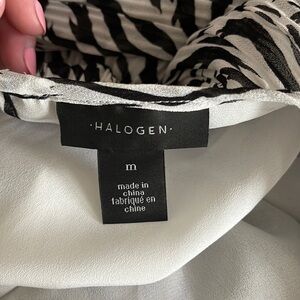 ·HALOGEN·
m
made in
china
fabriqué en
chine